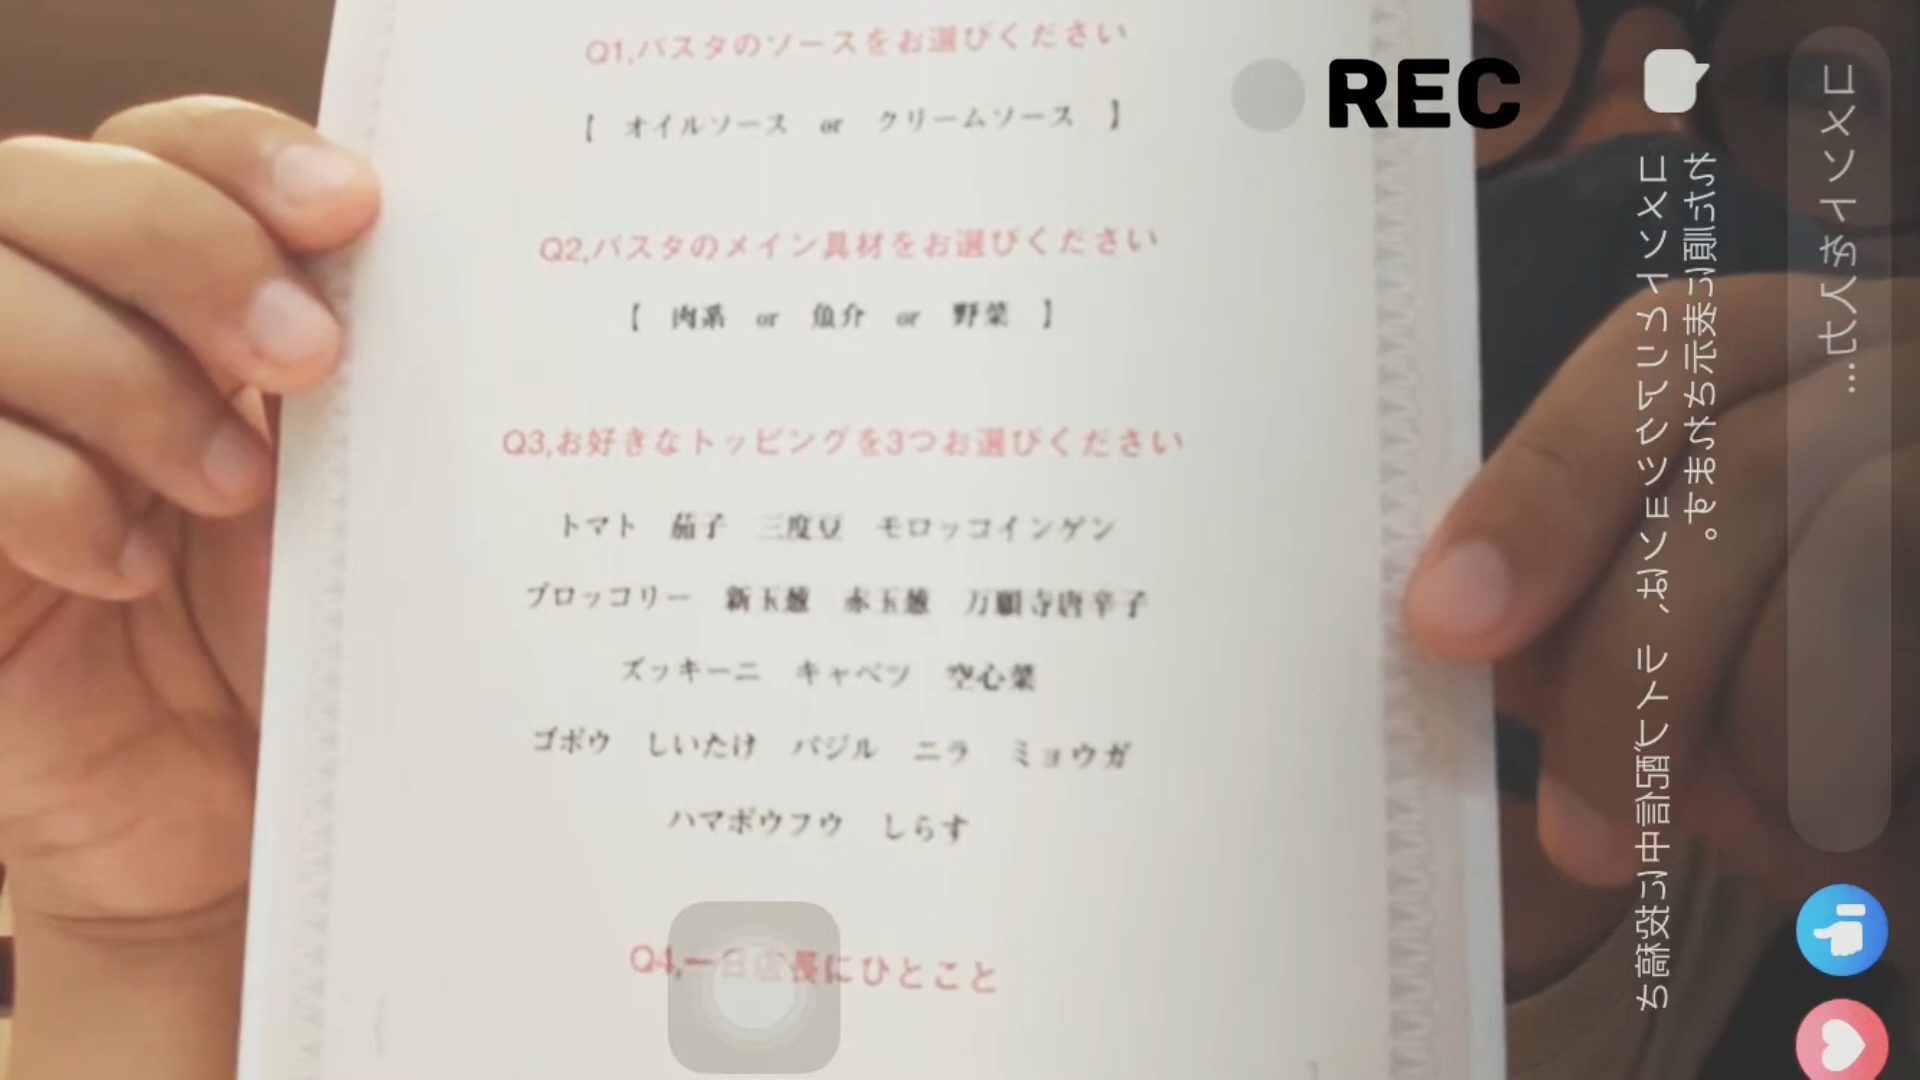 Q1,パスタのソースをお選びください
【 オイルソース or クリームソース 】
Q2,パスタのメイン具材をお選びください
【 肉系 or 魚介 or 野菜 】
Q3,お好きなトッピングを3つお選びください
トマト 茄子 三度豆 モロッコインゲン
ブロッコリー 新玉葱 赤玉葱 万願寺唐辛子
ズッキーニ キャベツ 空心菜
ゴボウ しいたけ バジル ニラ ミョウガ
ハマボウフウ しらす
Q4,一日店長にひとこと
REC